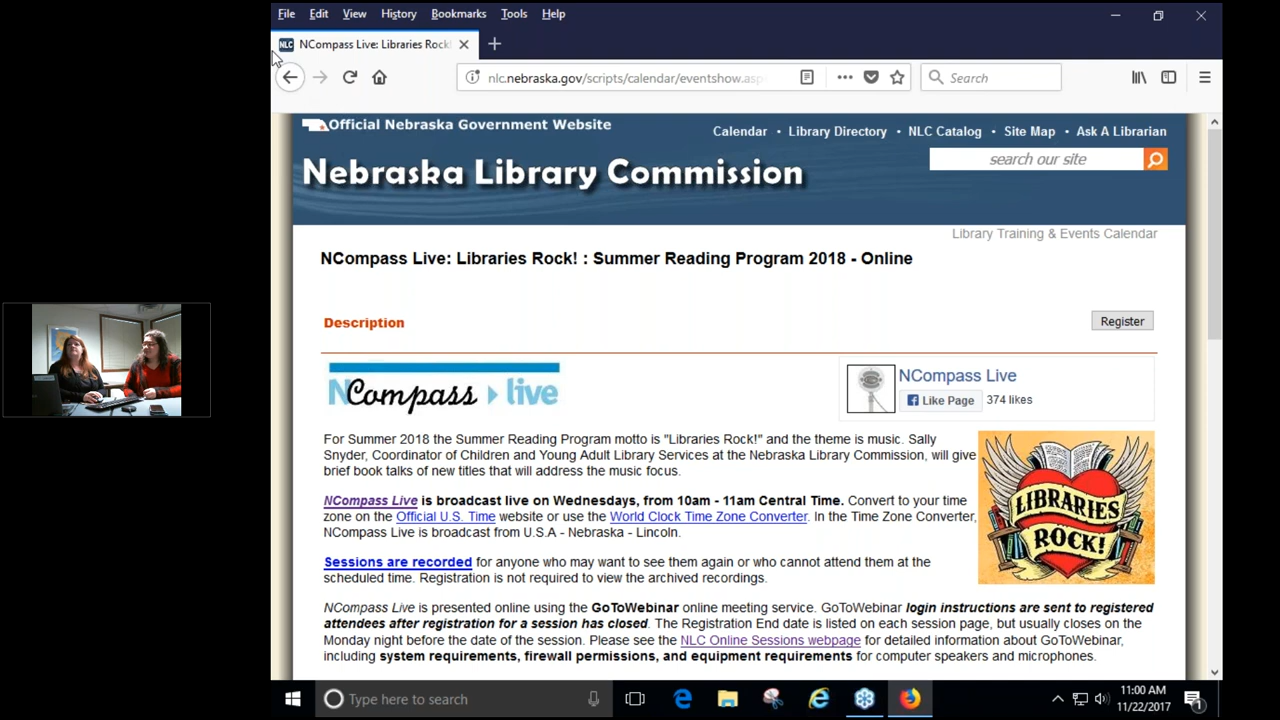 File Edit View History Bookmarks Tools Help
NLC NCompass Live: Libraries Rock!
nlc.nebraska.gov/scripts/calendar/eventshow.asp
Search
Official Nebraska Government Website
Calendar • Library Directory • NLC Catalog • Site Map • Ask A Librarian
Nebraska Library Commission
search our site
Library Training & Events Calendar
NCompass Live: Libraries Rock! : Summer Reading Program 2018 - Online
Description
Register
NCompass live
NCompass Live
Like Page 374 likes
For Summer 2018 the Summer Reading Program motto is "Libraries Rock!" and the theme is music. Sally
Snyder, Coordinator of Children and Young Adult Library Services at the Nebraska Library Commission, will give
brief book talks of new titles that will address the music focus.
LIBRARIES
ROCK!
NCompass Live is broadcast live on Wednesdays, from 10am - 11am Central Time. Convert to your time
zone on the Official U.S. Time website or use the World Clock Time Zone Converter. In the Time Zone Converter,
NCompass Live is broadcast from U.S.A - Nebraska - Lincoln.
Sessions are recorded for anyone who may want to see them again or who cannot attend them at the
scheduled time. Registration is not required to view the archived recordings.
NCompass Live is presented online using the GoToWebinar online meeting service. GoToWebinar login instructions are sent to registered
attendees after registration for a session has closed. The Registration End date is listed on each session page, but usually closes on the
Monday night before the date of the session. Please see the NLC Online Sessions webpage for detailed information about GoToWebinar,
including system requirements, firewall permissions, and equipment requirements for computer speakers and microphones.
Type here to search
11:00 AM
11/22/2017
1